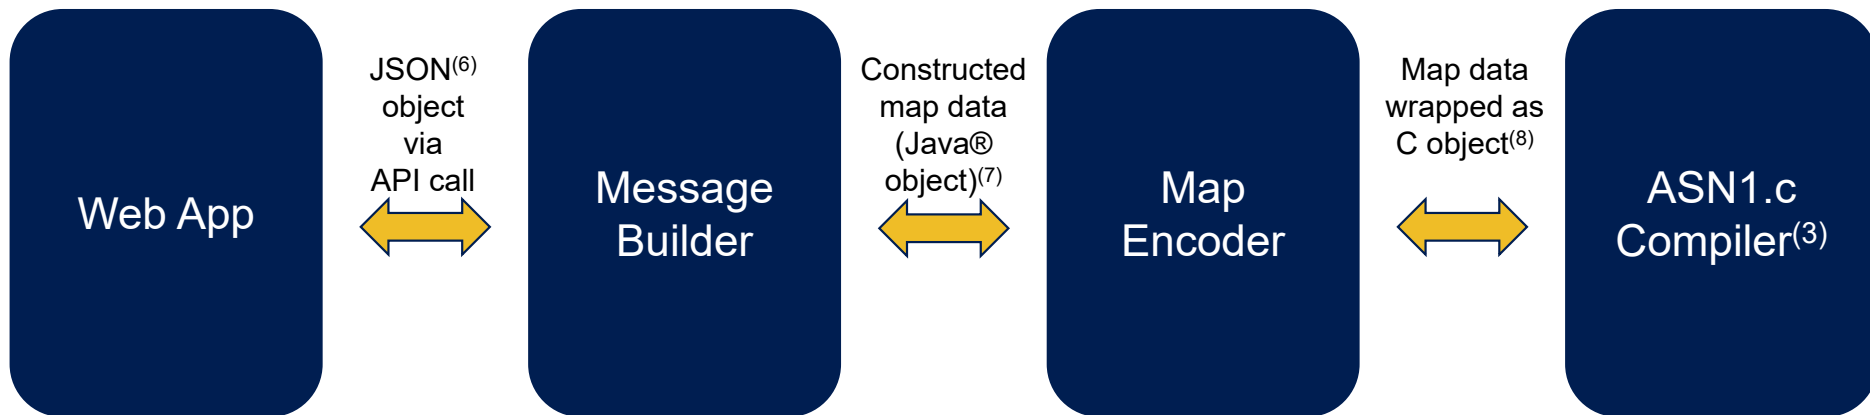 Web App
JSON(6)
object
via
API call
Message
Builder
Constructed
map data
(Java®
object)(7)
Map
Encoder
Map data
wrapped as
C object(8)
ASN1.c
Compiler(3)